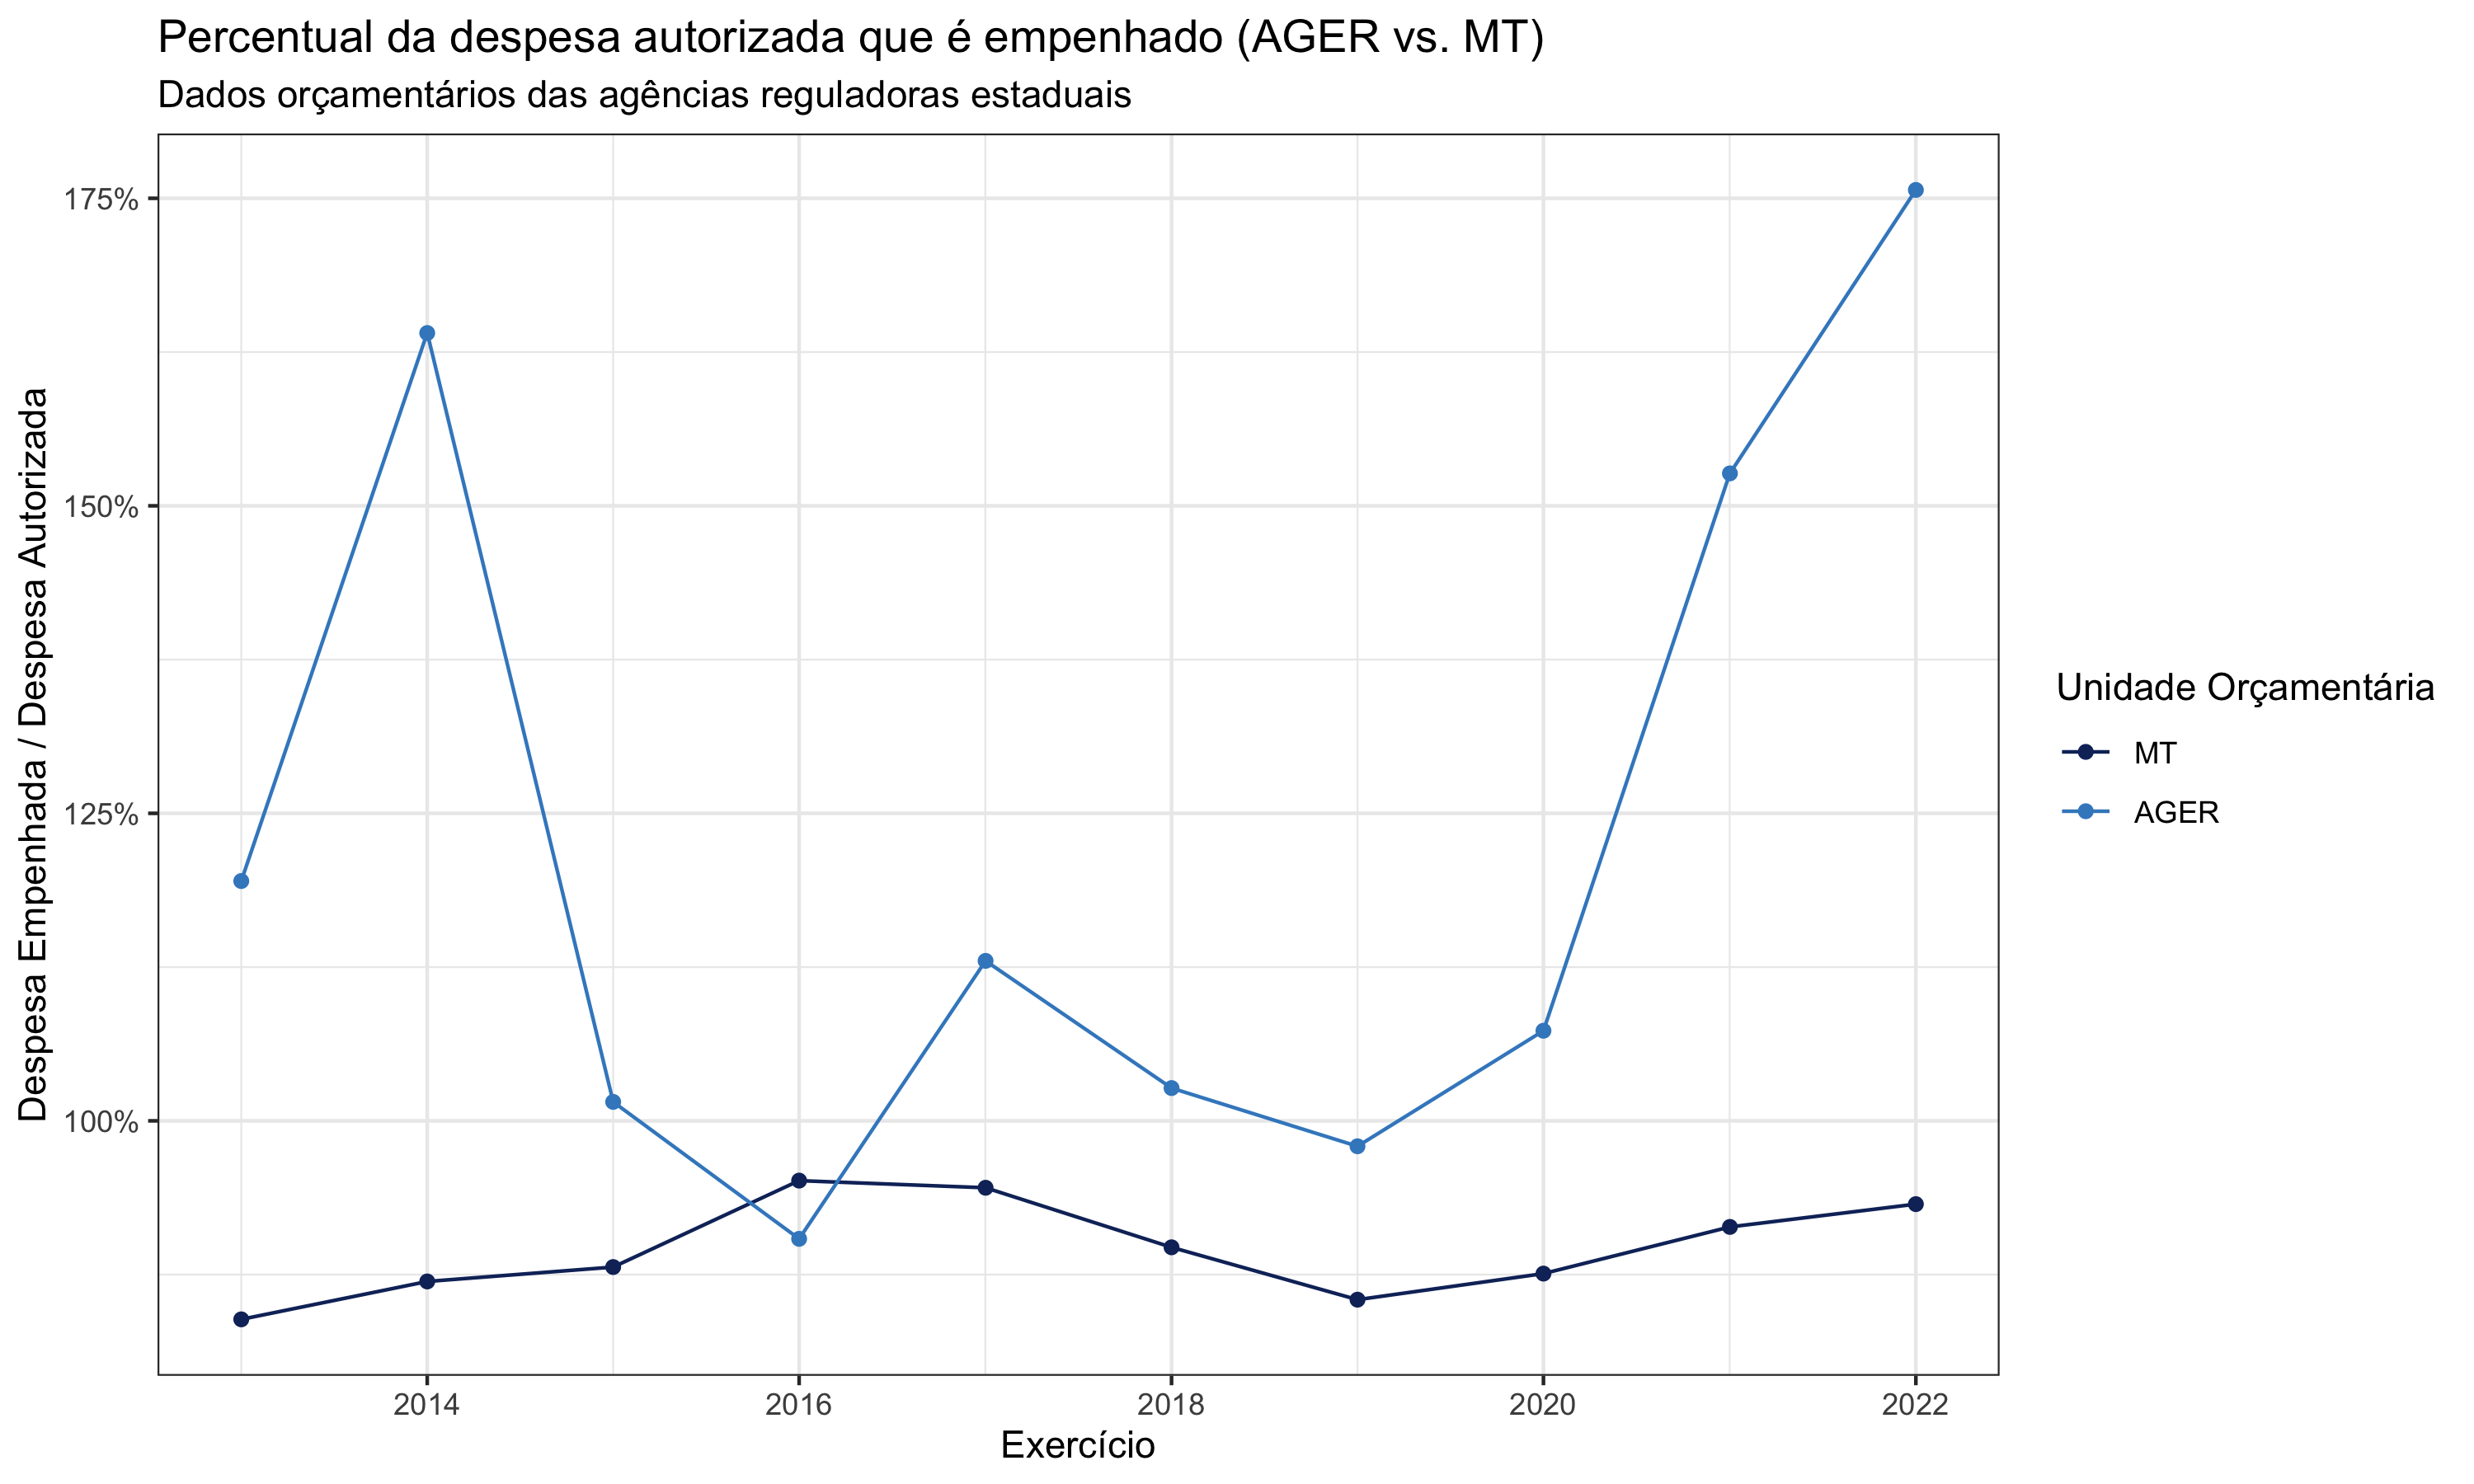 Percentual da despesa autorizada que é empenhado (AGER vs. MT)
Dados orçamentários das agências reguladoras estaduais
Despesa Empenhada / Despesa Autorizada
175%
150%
125%
100%
2014
2016
2018
2020
2022
Exercício
Unidade Orçamentária
MT
AGER